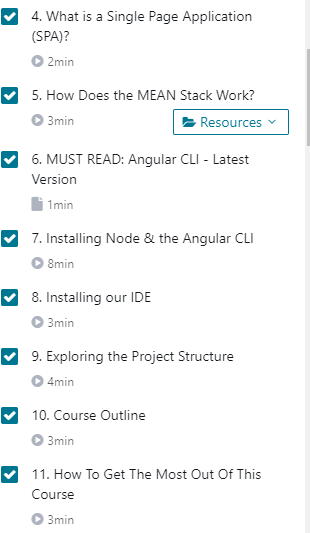 4. What is a Single Page Application
(SPA)?
2min
5. How Does the MEAN Stack Work?
3min
Resources
6. MUST READ: Angular CLI - Latest
Version
1min
7. Installing Node & the Angular CLI
8min
8. Installing our IDE
3min
9. Exploring the Project Structure
4min
10. Course Outline
3min
11. How To Get The Most Out Of This
Course
3min